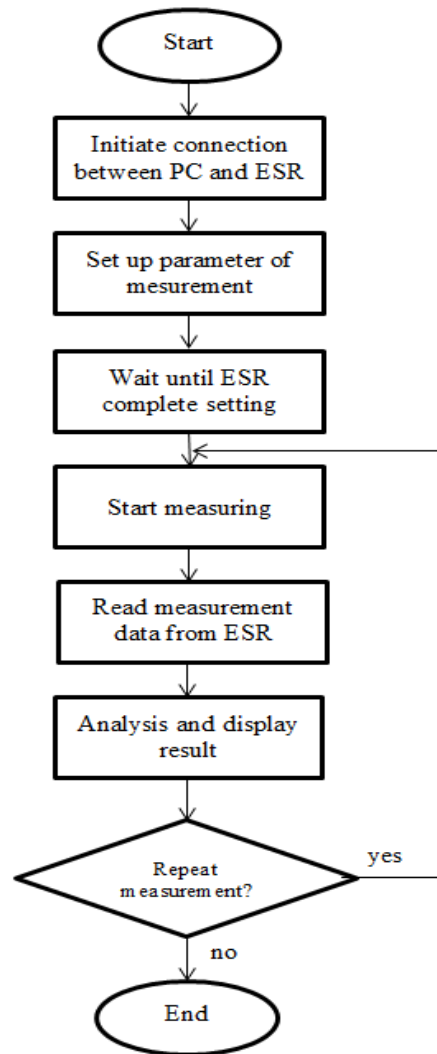 Start
Initiate connection
between PC and ESR
Set up parameter of
mesurement
Wait until ESR
complete setting
Start measuring
Read measurement
data from ESR
Analysis and display
result
Repeat
measurement?
yes
no
End